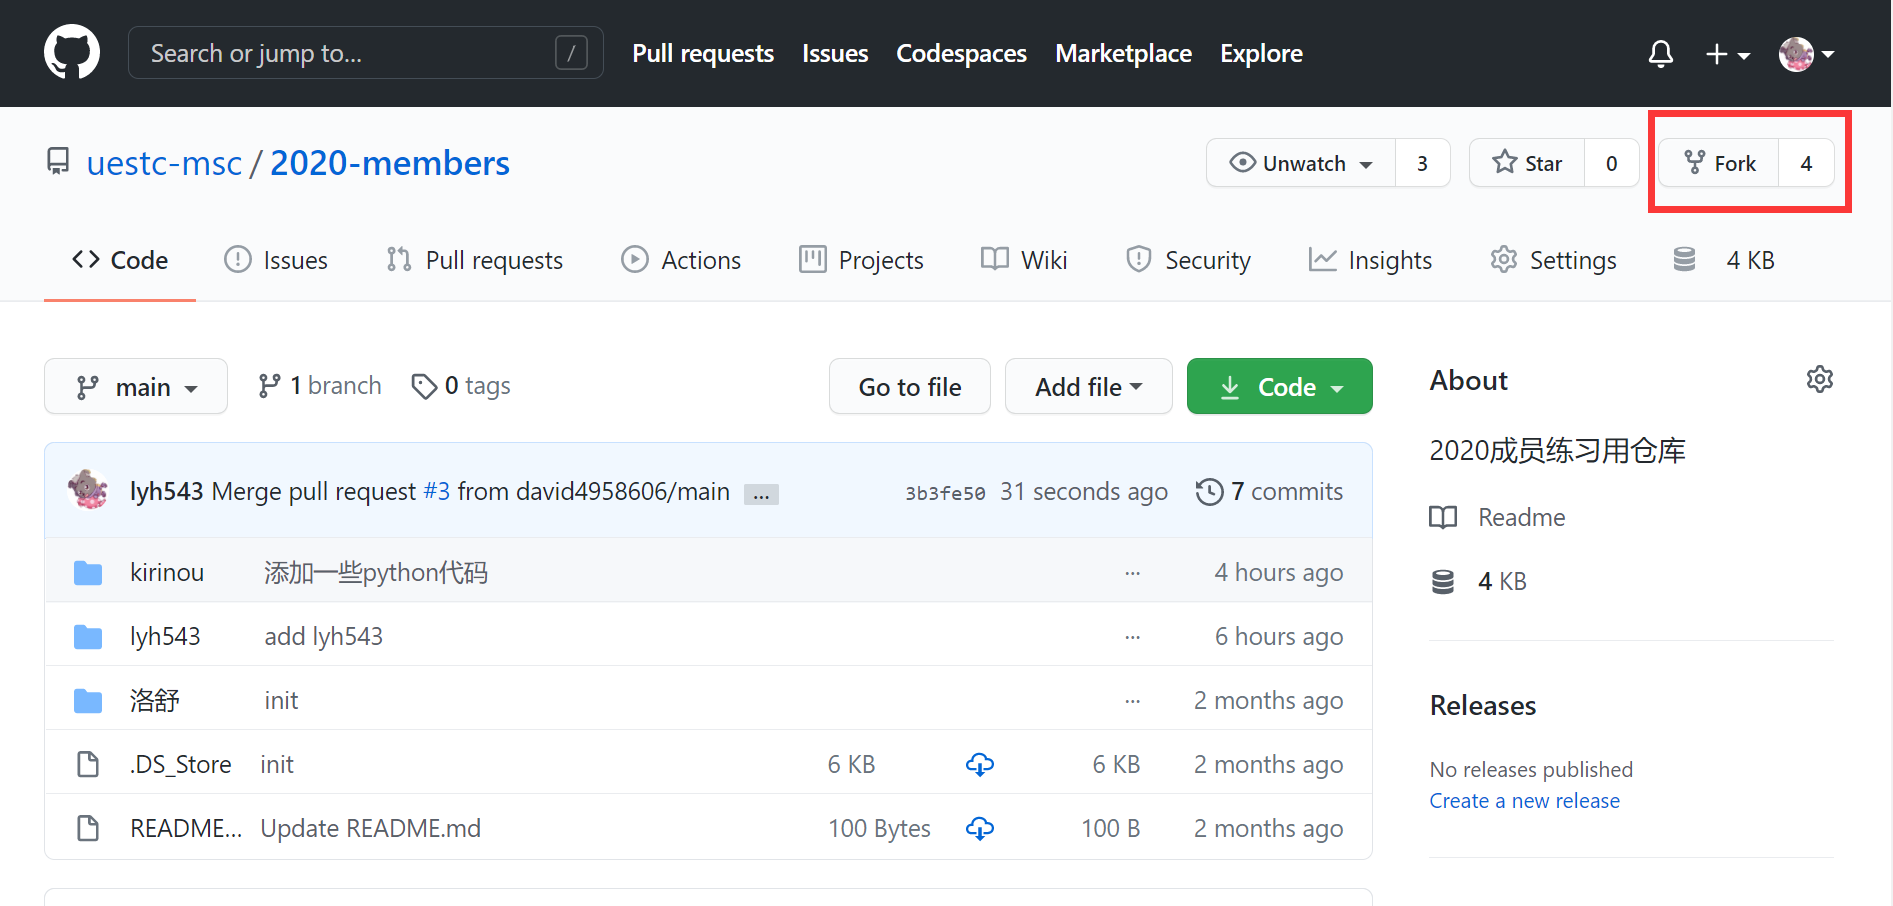 Search or jump to... / Pull requests Issues Codespaces Marketplace Explore
uestc-msc / 2020-members Unwatch 3 Star 0 Fork 4
Code Issues Pull requests Actions Projects Wiki Security Insights Settings 4 KB
main 1 branch 0 tags Go to file Add file Code
lyh543 Merge pull request #3 from david4958606/main ... 3b3fe50 31 seconds ago 7 commits
kirinou 添加一些python代码 ... 4 hours ago
lyh543 add lyh543 ... 6 hours ago
洛舒 init ... 2 months ago
.DS_Store init 6 KB 6 KB 2 months ago
README... Update README.md 100 Bytes 100 B 2 months ago
About
2020成员练习用仓库
Readme
4 KB
Releases
No releases published
Create a new release